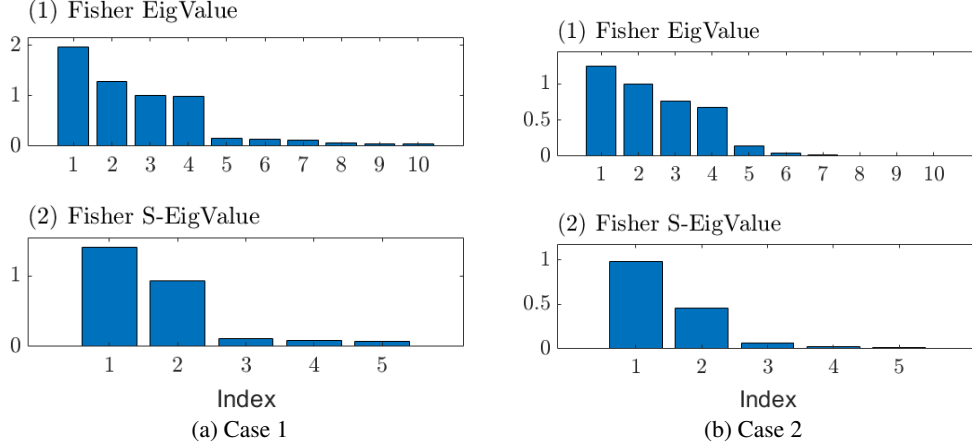 (1) Fisher EigValue
2
1
0
1 2 3 4 5 6 7 8 9 10
(2) Fisher S-EigValue
1
0
1 2 3 4 5
Index
(a) Case 1
(1) Fisher EigValue
1
0.5
0
1 2 3 4 5 6 7 8 9 10
(2) Fisher S-EigValue
1
0.5
0
1 2 3 4 5
Index
(b) Case 2